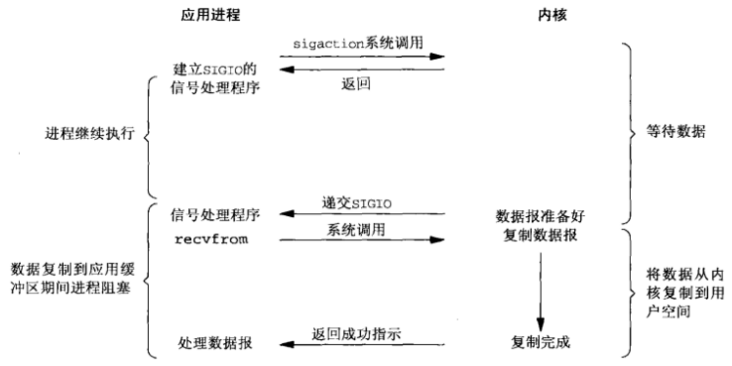 应用进程
内核
sigaction系统调用
建立SIGIO的
信号处理程序
返回
进程继续执行
等待数据
递交SIGIO
信号处理程序
数据报准备好
系统调用
recvfrom
复制数据报
数据复制到应用缓
冲区期间进程阻塞
将数据从内
核复制到用
户空间
返回成功指示
处理数据报
复制完成